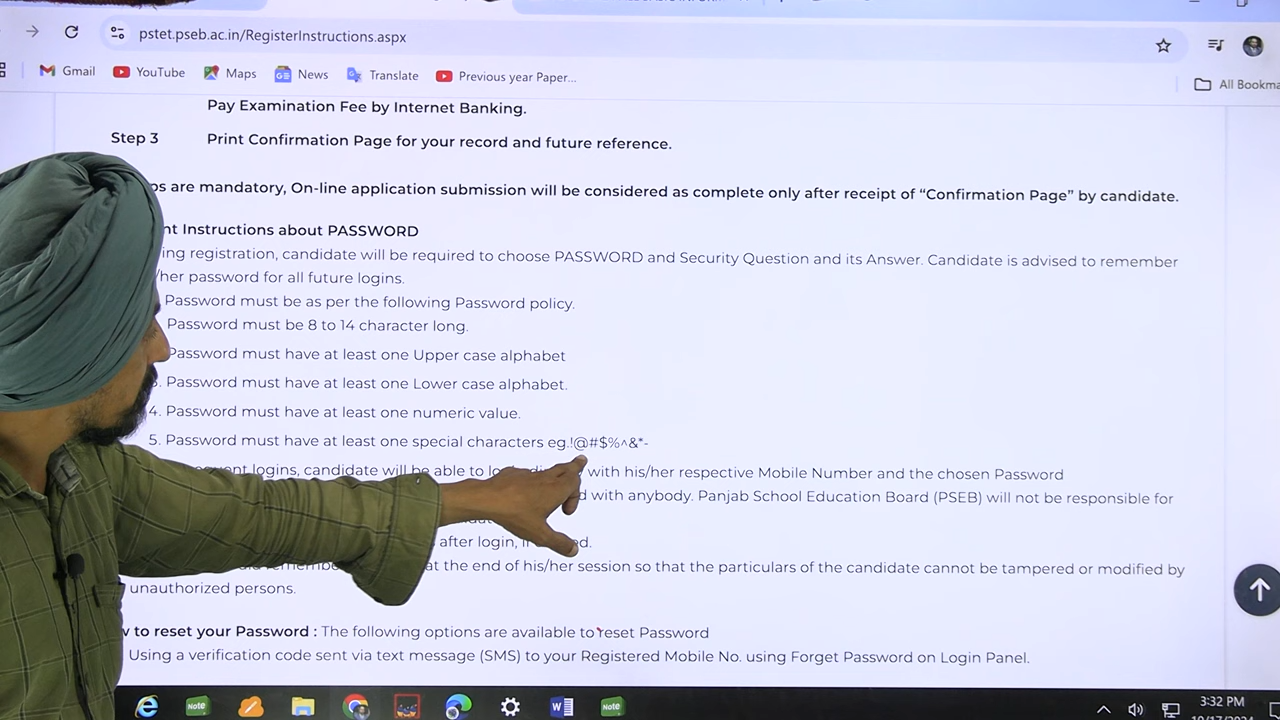 pstet.pseb.ac.in/RegisterInstructions.aspx
Gmail YouTube Maps News Translate Previous year Paper... All Bookma
Pay Examination Fee by Internet Banking.
Step 3 Print Confirmation Page for your record and future reference.
ps are mandatory, On-line application submission will be considered as complete only after receipt of “Confirmation Page” by candidate.
nt Instructions about PASSWORD
ing registration, candidate will be required to choose PASSWORD and Security Question and its Answer. Candidate is advised to remember
/her password for all future logins.
Password must be as per the following Password policy.
Password must be 8 to 14 character long.
Password must have at least one Upper case alphabet
3. Password must have at least one Lower case alphabet.
4. Password must have at least one numeric value.
5. Password must have at least one special characters eg.!@#$%^&*-
ent logins, candidate will be able to lo with his/her respective Mobile Number and the chosen Password
d with anybody. Panjab School Education Board (PSEB) will not be responsible for
after login, if ed.
at the end of his/her session so that the particulars of the candidate cannot be tampered or modified by
unauthorized persons.
w to reset your Password : The following options are available to reset Password
Using a verification code sent via text message (SMS) to your Registered Mobile No. using Forget Password on Login Panel.
Note Note
3:32 PM
10/17/2024